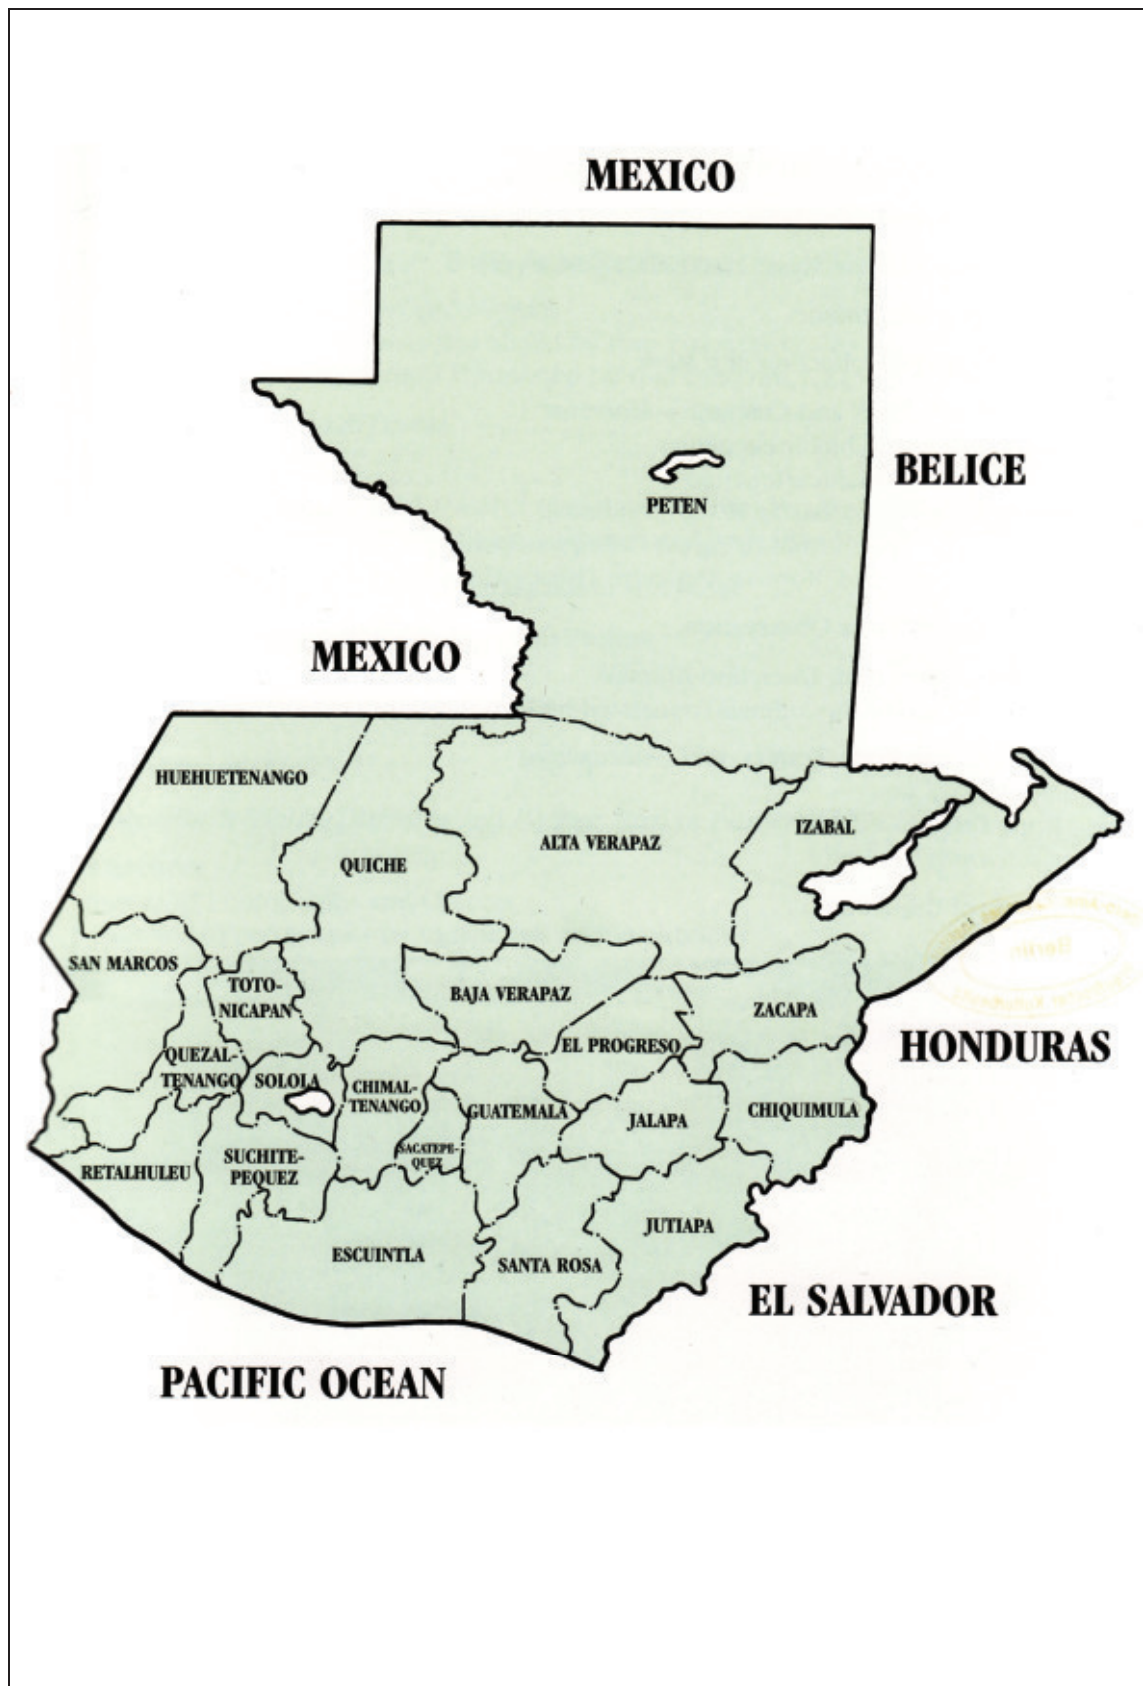 MEXICO
BELICE
PETEN
MEXICO
HUEHUETENANGO
IZABAL
ALTA VERAPAZ
QUICHE
SAN MARCOS
TOTO-
NICAPAN
BAJA VERAPAZ
ZACAPA
HONDURAS
EL PROGRESO
QUEZAL-
TENANGO
SOLOLA
CHIMAL-
TENANGO
GUATEMALA
JALAPA
CHIQUIMULA
SACATEPE-
QUEZ
SUCHITE-
PEQUEZ
RETALHULEU
JUTIAPA
ESCUINTLA
SANTA ROSA
EL SALVADOR
PACIFIC OCEAN
Berlin